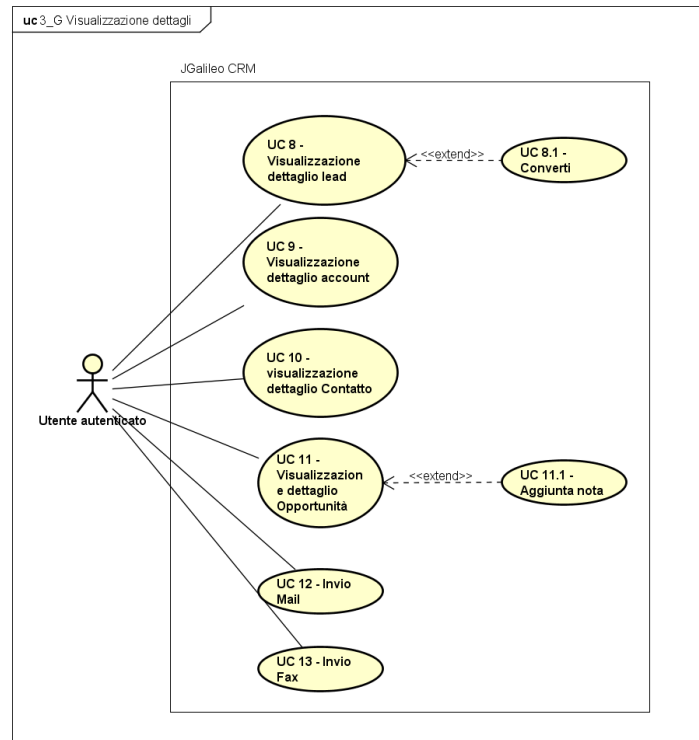 uc 3_G Visualizzazione dettagli
JGalileo CRM
UC 8 -
Visualizzazione
dettaglio lead
<<extend>>
UC 8.1 -
Converti
UC 9 -
Visualizzazione
dettaglio account
UC 10 -
visualizzazione
dettaglio Contatto
Utente autenticato
UC 11 -
Visualizzazion
e dettaglio
Opportunità
<<extend>>
UC 11.1 -
Aggiunta nota
UC 12 - Invio
Mail
UC 13 - Invio
Fax